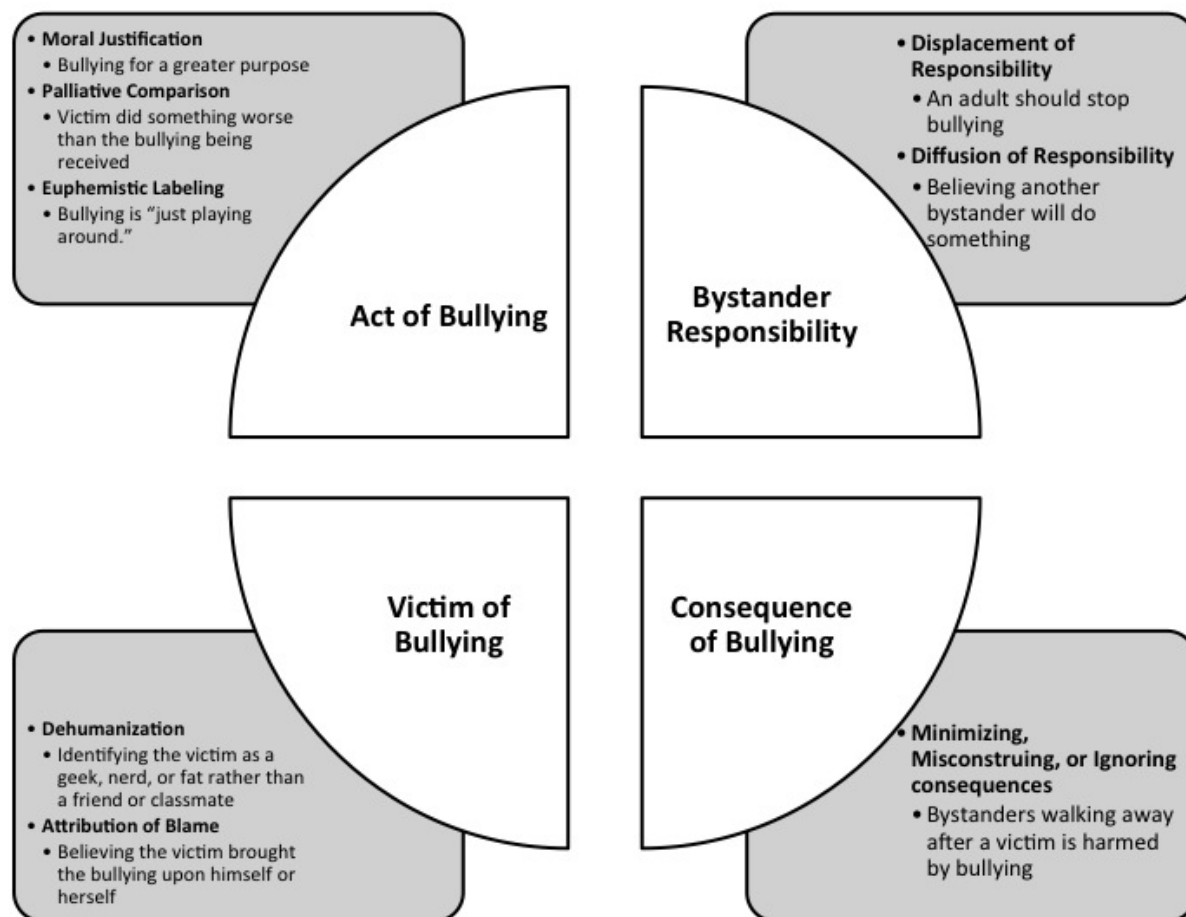 • Moral Justification
• Bullying for a greater purpose
• Palliative Comparison
• Victim did something worse
than the bullying being
received
• Euphemistic Labeling
• Bullying is “just playing
around.”
Act of Bullying
• Displacement of
Responsibility
• An adult should stop
bullying
• Diffusion of Responsibility
• Believing another
bystander will do
something
Bystander
Responsibility
Victim of
Bullying
• Dehumanization
• Identifying the victim as a
geek, nerd, or fat rather than
a friend or classmate
• Attribution of Blame
• Believing the victim brought
the bullying upon himself or
herself
Consequence
of Bullying
• Minimizing,
Misconstruing, or Ignoring
consequences
• Bystanders walking away
after a victim is harmed
by bullying